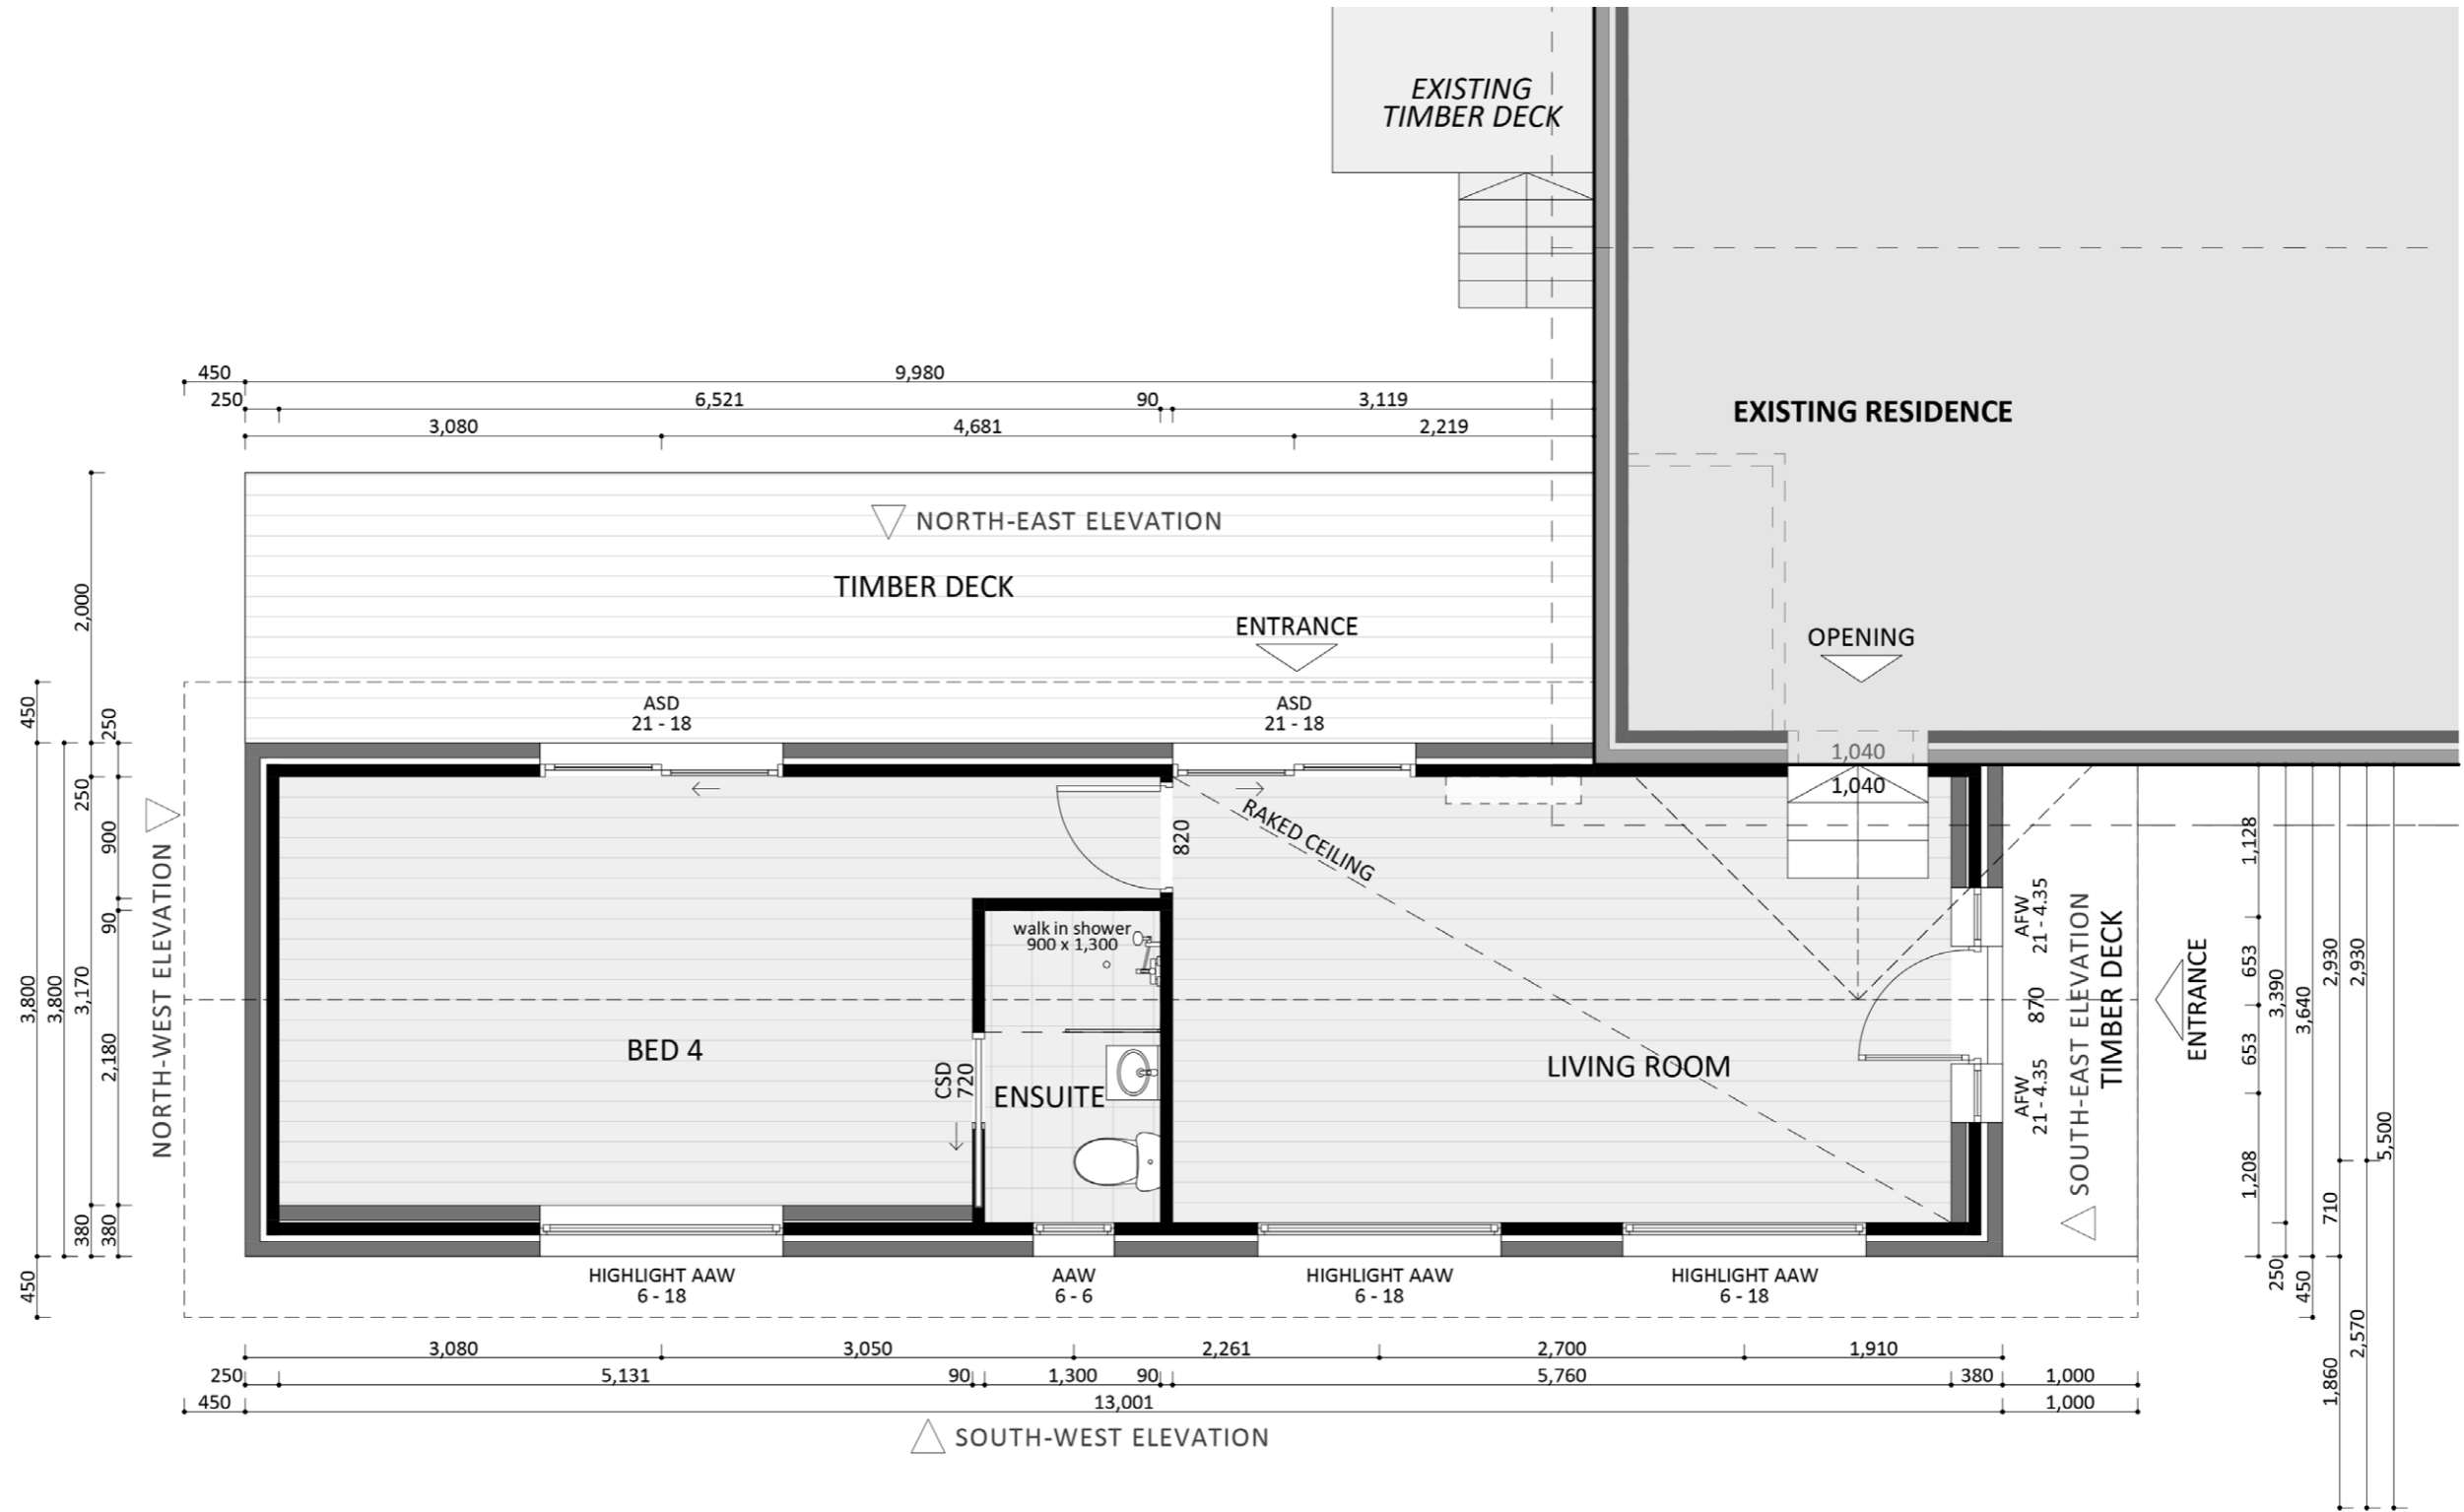 EXISTING
TIMBER DECK
450
9,980
250
6,521
90
3,119
3,080
4,681
2,219
EXISTING RESIDENCE
NORTH-EAST ELEVATION
TIMBER DECK
ENTRANCE
OPENING
ASD
21 - 18
ASD
21 - 18
1,040
1,040
820
RAKED CEILING
walk in shower
900 x 1,300
BED 4
CSD
720
ENSUITE
LIVING ROOM
AFW
21 - 4.35
870
AFW
21 - 4.35
SOUTH-EAST ELEVATION
TIMBER DECK
ENTRANCE
NORTH-WEST ELEVATION
450
3,800
450
3,800
2,000
250
3,170
380
250
900
90
2,180
380
1,128
653
653
1,208
3,390
250
3,640
450
2,930
710
1,860
2,930
2,570
5,500
HIGHLIGHT AAW
6 - 18
AAW
6 - 6
HIGHLIGHT AAW
6 - 18
HIGHLIGHT AAW
6 - 18
3,080
3,050
2,261
2,700
1,910
250
5,131
90
1,300
90
5,760
380
1,000
450
13,001
1,000
SOUTH-WEST ELEVATION